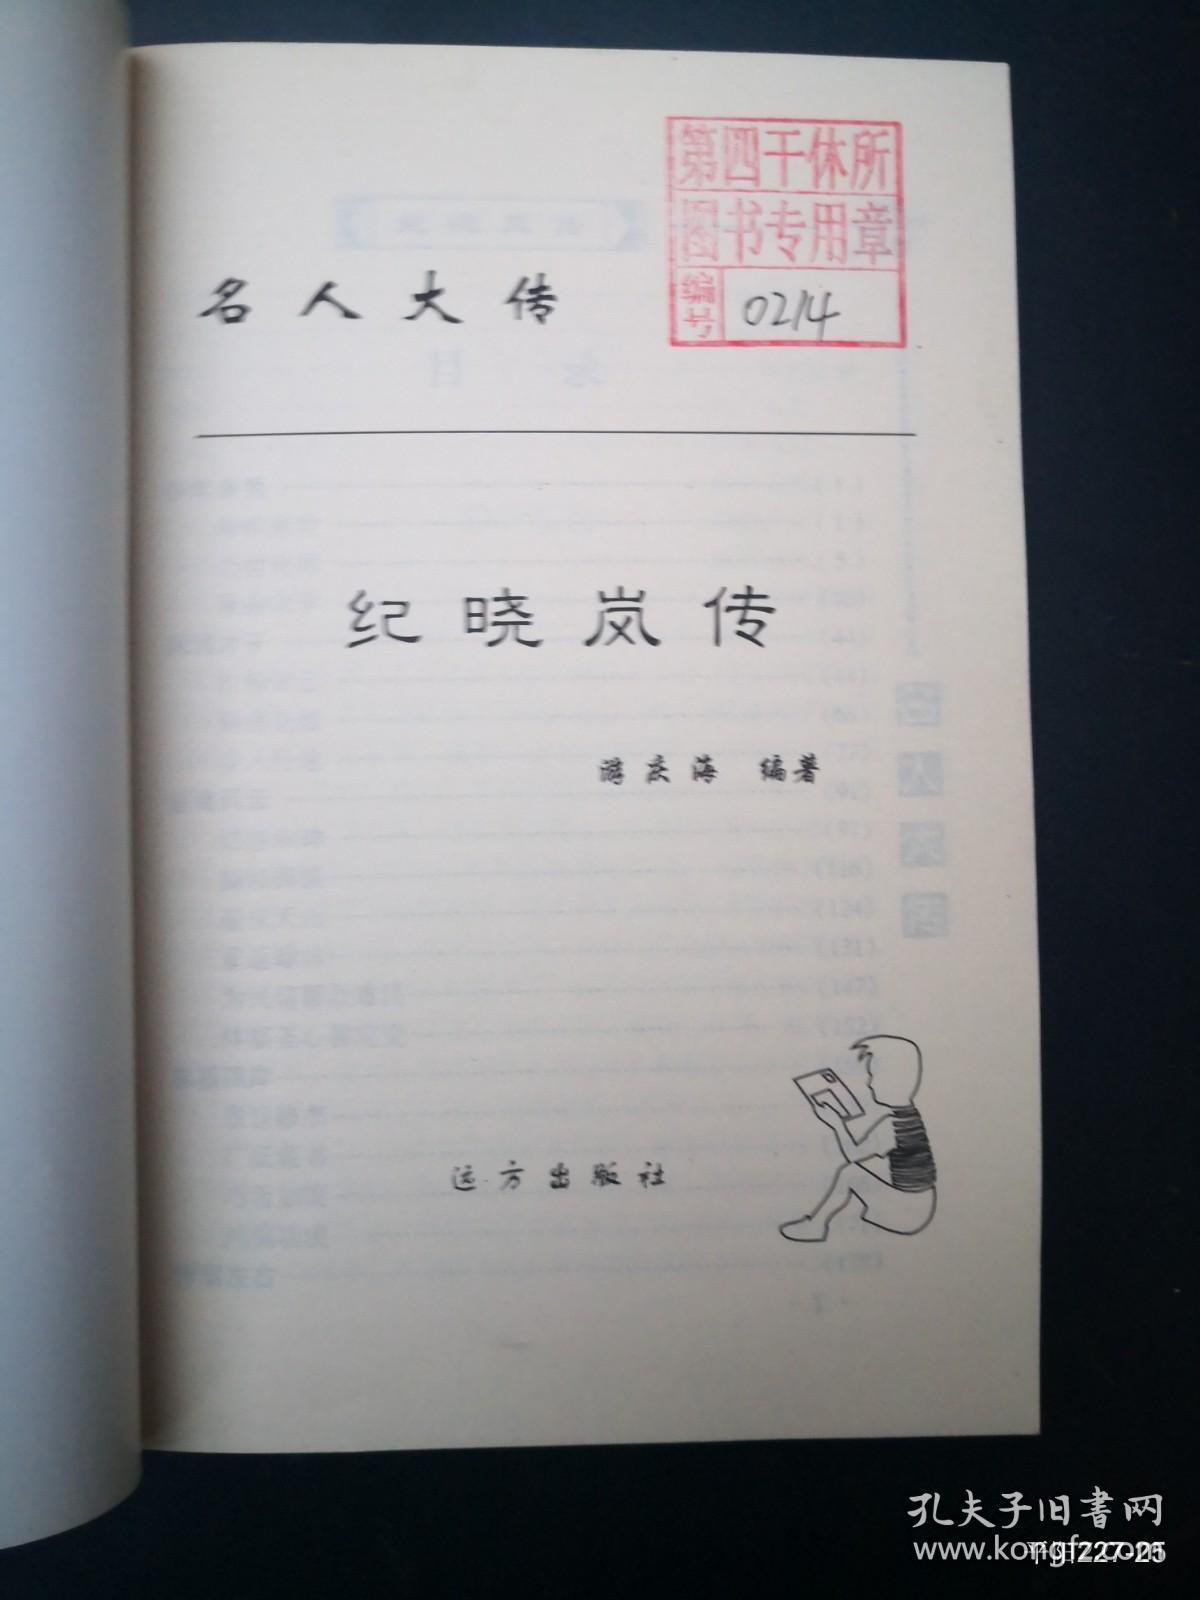 第四干休所
图书专用章
编号 0214
名人大传
纪晓岚传
游庆海 编著
远方出版社
孔夫子旧書网
www.kongfz.com